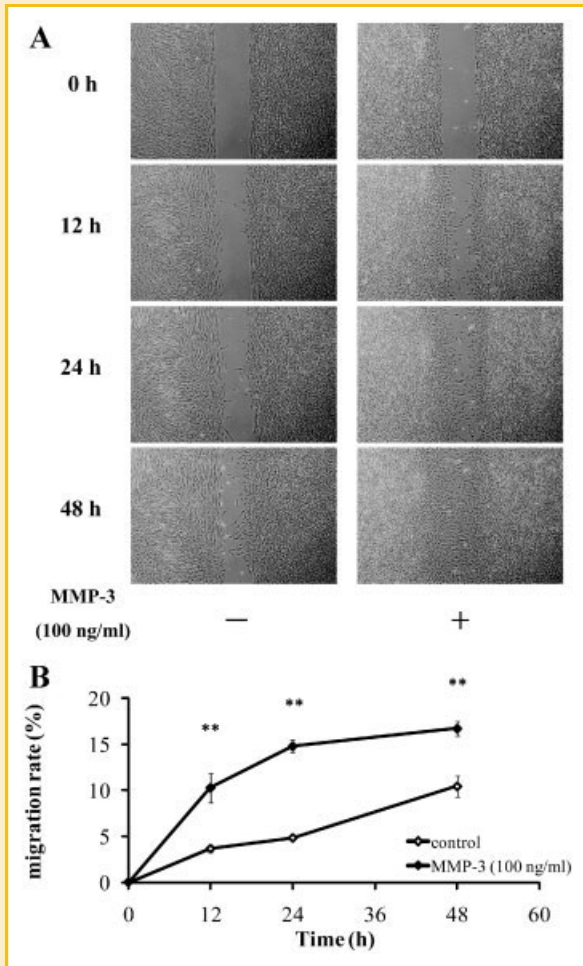 A
0 h
12 h
24 h
48 h
MMP-3
(100 ng/ml)
−
+
B
migration rate (%)
20
15
10
5
0
**
**
**
control
MMP-3 (100 ng/ml)
0
12
24
36
48
60
Time (h)